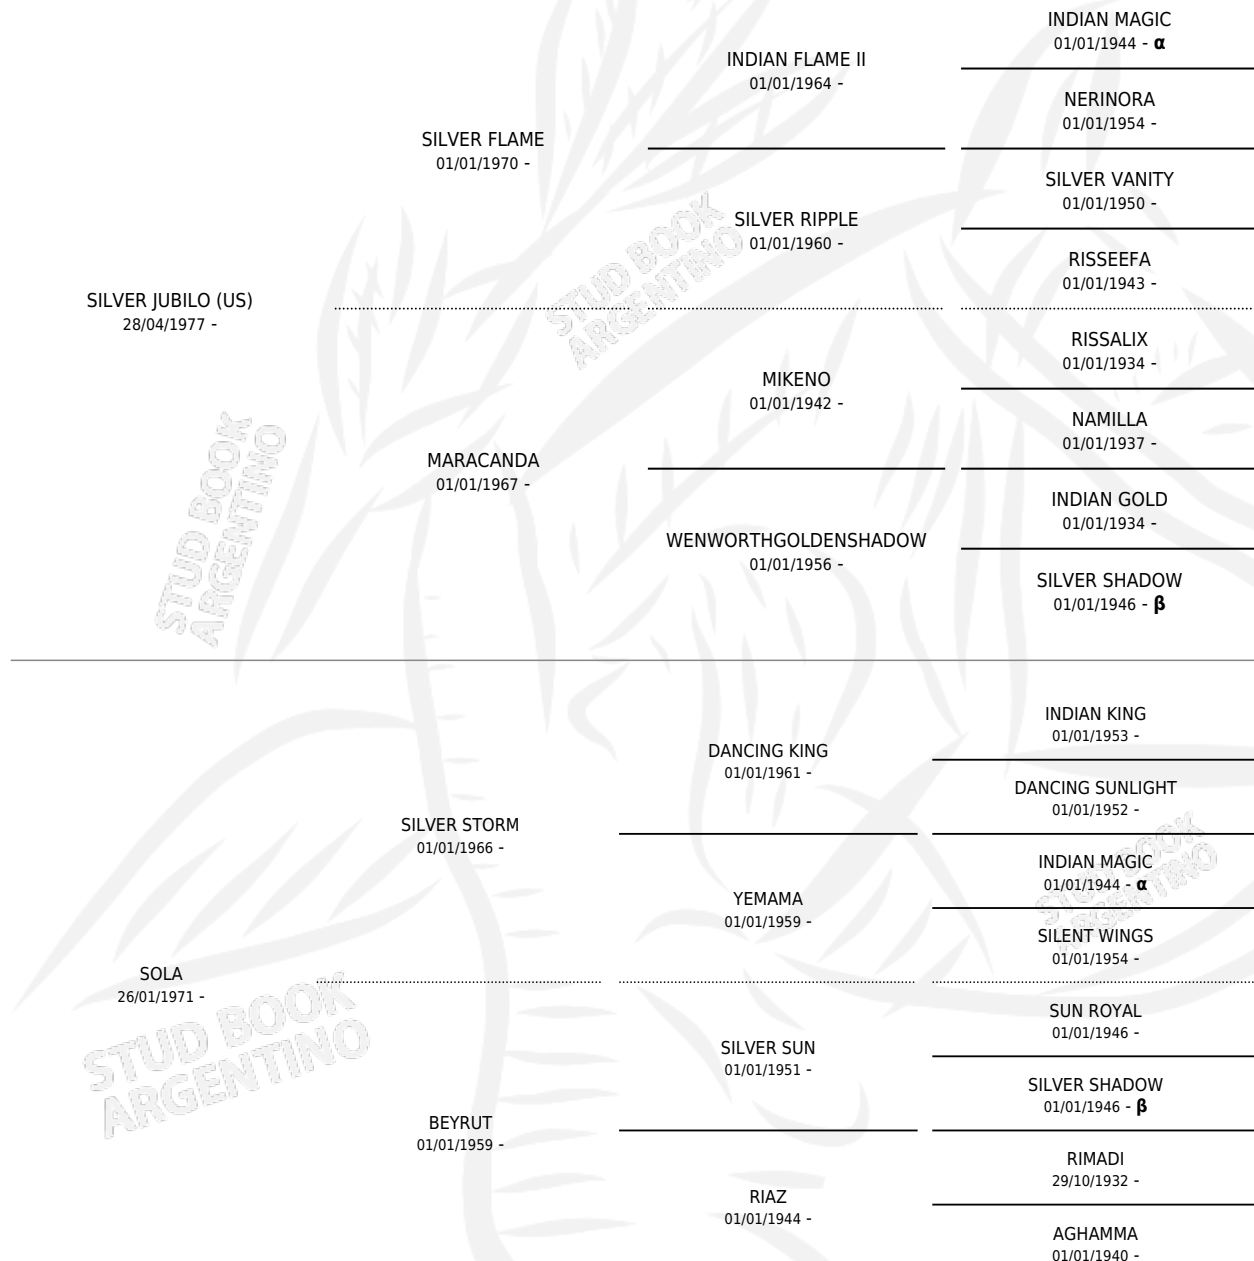 INDIAN MAGIC
01/01/1944 - α
INDIAN FLAME II
01/01/1964 -
NERINORA
01/01/1954 -
SILVER FLAME
01/01/1970 -
SILVER VANITY
01/01/1950 -
SILVER RIPPLE
01/01/1960 -
RISSEEFA
01/01/1943 -
SILVER JUBILO (US)
28/04/1977 -
RISSALIX
01/01/1934 -
MIKENO
01/01/1942 -
NAMILLA
01/01/1937 -
MARACANDA
01/01/1967 -
INDIAN GOLD
01/01/1934 -
WENWORTHGOLDENSHADOW
01/01/1956 -
SILVER SHADOW
01/01/1946 - β
INDIAN KING
01/01/1953 -
DANCING KING
01/01/1961 -
DANCING SUNLIGHT
01/01/1952 -
SILVER STORM
01/01/1966 -
INDIAN MAGIC
01/01/1944 - α
YEMAMA
01/01/1959 -
SILENT WINGS
01/01/1954 -
SOLA
26/01/1971 -
SUN ROYAL
01/01/1946 -
SILVER SUN
01/01/1951 -
SILVER SHADOW
01/01/1946 - β
BEYRUT
01/01/1959 -
RIMADI
29/10/1932 -
RIAZ
01/01/1944 -
AGHAMMA
01/01/1940 -
STUD BOOK
ARGENTINO
STUD BOOK
ARGENTINO
STUD BOOK
ARGENTINO
STUD BOOK
ARGENTINO